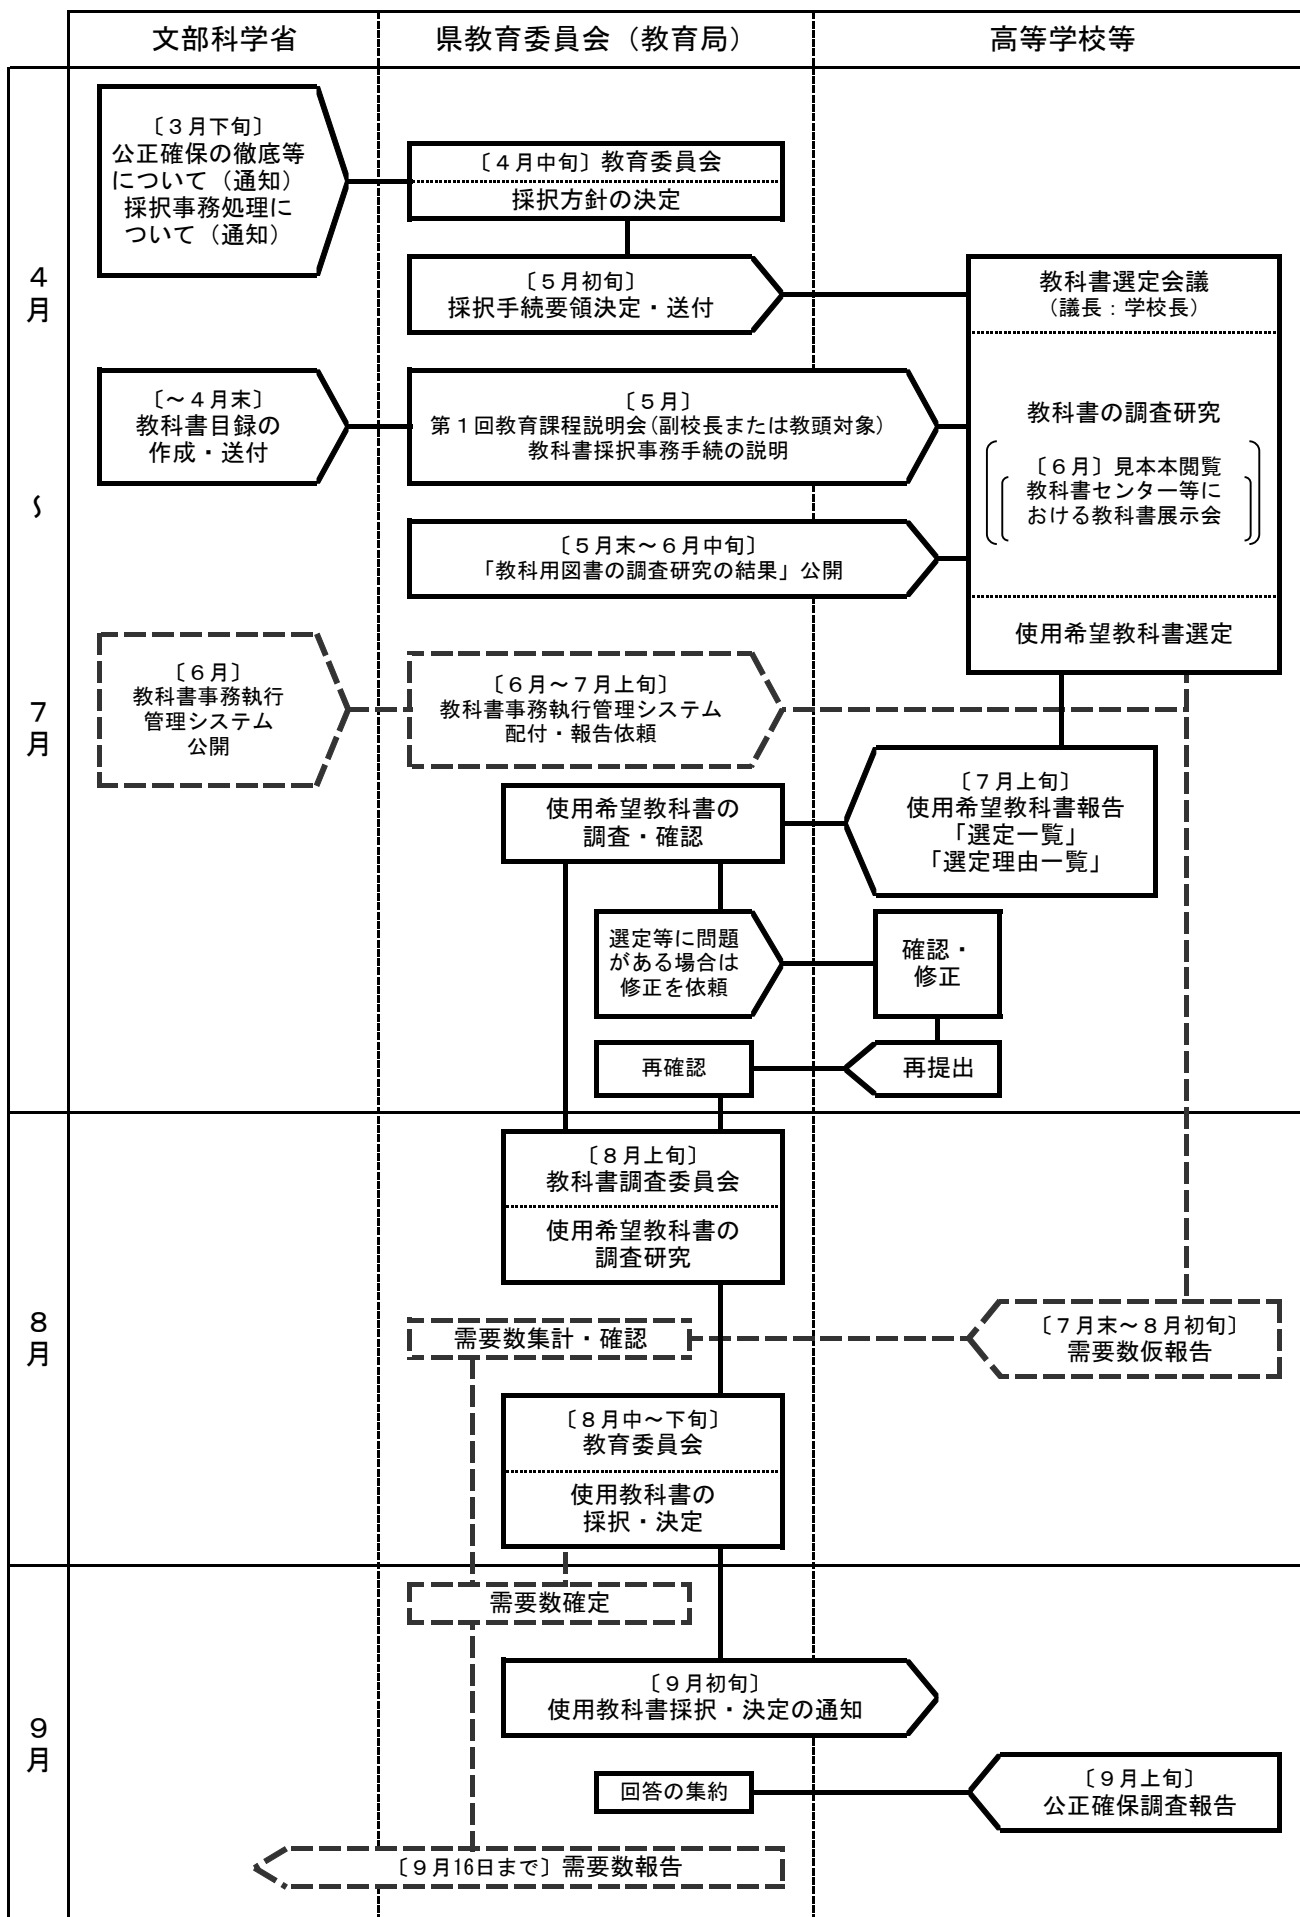 文部科学省
県教育委員会（教育局）
高等学校等
４
月
～
７
月
〔３月下旬〕
公正確保の徹底等
について（通知）
採択事務処理に
ついて（通知）
〔４月中旬〕教育委員会
採択方針の決定
〔５月初旬〕
採択手続要領決定・送付
教科書選定会議
（議長：学校長）
教科書の調査研究
〔６月〕見本本閲覧
教科書センター等に
おける教科書展示会
使用希望教科書選定
〔～４月末〕
教科書目録の
作成・送付
〔５月〕
第１回教育課程説明会（副校長または教頭対象）
教科書採択事務手続の説明
〔５月末～６月中旬〕
「教科用図書の調査研究の結果」公開
〔６月〕
教科書事務執行
管理システム
公開
〔６月～７月上旬〕
教科書事務執行管理システム
配付・報告依頼
〔７月上旬〕
使用希望教科書報告
「選定一覧」
「選定理由一覧」
使用希望教科書の
調査・確認
選定等に問題
がある場合は
修正を依頼
確認・
修正
再確認
再提出
８
月
〔８月上旬〕
教科書調査委員会
使用希望教科書の
調査研究
需要数集計・確認
〔７月末～８月初旬〕
需要数仮報告
〔８月中～下旬〕
教育委員会
使用教科書の
採択・決定
９
月
需要数確定
〔９月初旬〕
使用教科書採択・決定の通知
回答の集約
〔９月上旬〕
公正確保調査報告
〔９月16日まで〕需要数報告